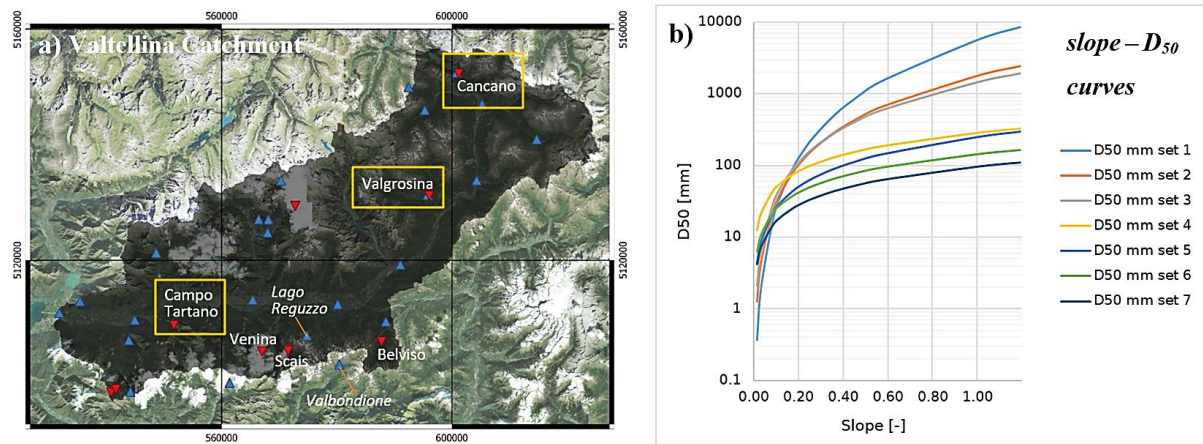 560000
600000
5160000
5160000
a) Valtellina Catchment
Cancano
Valgrosina
5120000
5120000
Campo
Tartano
Lago
Reguzzo
Venina
Scais
Belviso
Valbondione
560000
600000
b)
slope – D50
curves
10000
1000
100
10
1
0.1
D50 [mm]
0.00
0.20
0.40
0.60
0.80
1.00
Slope [-]
D50 mm set 1
D50 mm set 2
D50 mm set 3
D50 mm set 4
D50 mm set 5
D50 mm set 6
D50 mm set 7